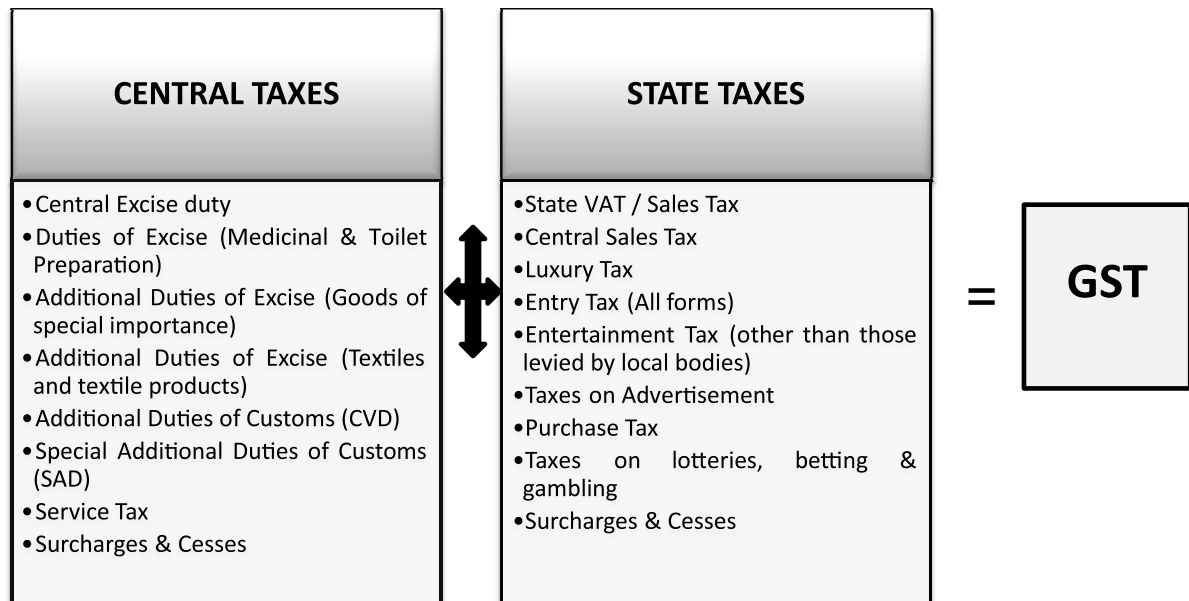 CENTRAL TAXES
•Central Excise duty
•Duties of Excise (Medicinal & Toilet
Preparation)
•Additional Duties of Excise (Goods of
special importance)
•Additional Duties of Excise (Textiles
and textile products)
•Additional Duties of Customs (CVD)
•Special Additional Duties of Customs
(SAD)
•Service Tax
•Surcharges & Cesses
STATE TAXES
•State VAT / Sales Tax
•Central Sales Tax
•Luxury Tax
•Entry Tax (All forms)
•Entertainment Tax (other than those
levied by local bodies)
•Taxes on Advertisement
•Purchase Tax
•Taxes on lotteries, betting &
gambling
•Surcharges & Cesses
=
GST